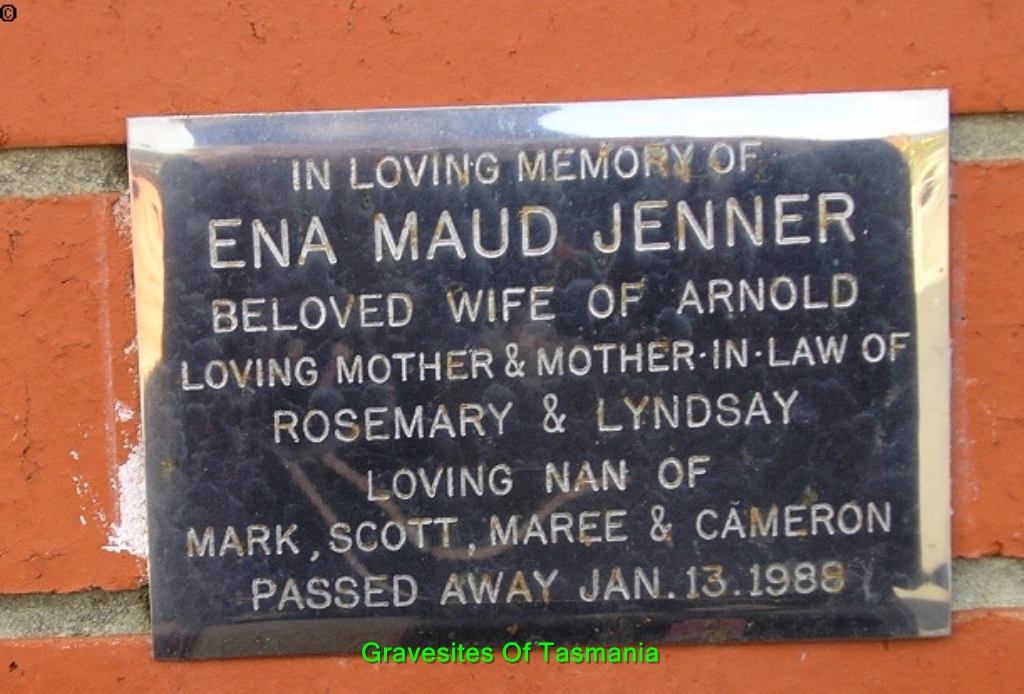 ©
IN LOVING MEMORY OF
ENA MAUD JENNER
BELOVED WIFE OF ARNOLD
LOVING MOTHER & MOTHER-IN-LAW OF
ROSEMARY & LYNDSAY
LOVING NAN OF
MARK, SCOTT, MAREE & CAMERON
PASSED AWAY JAN. 13. 1988
Gravesites Of Tasmania